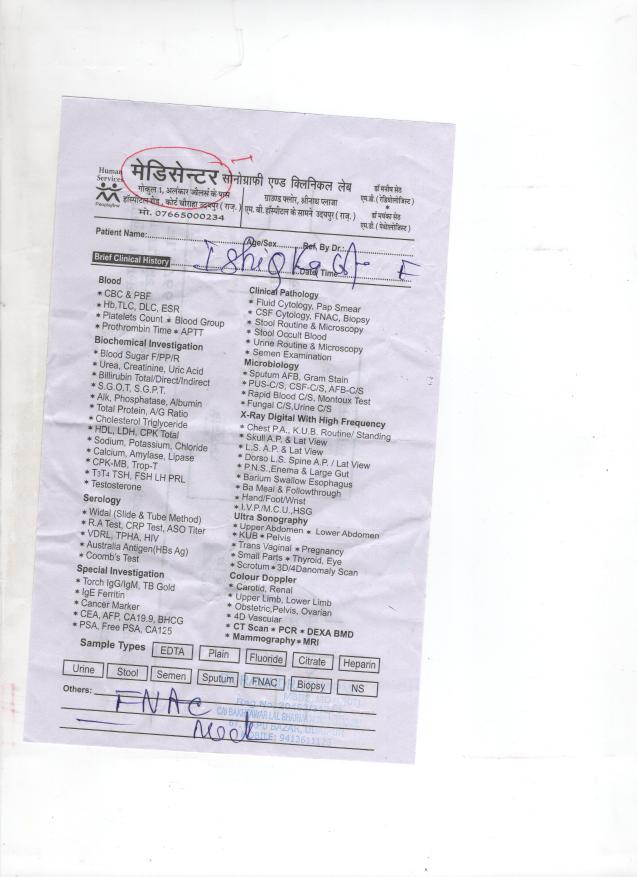 Human
Services
Peoplefirst
मेडिसेन्टर सोनोग्राफी एण्ड क्लिनिकल लेब
गोकुल 1, अलंकार ज्वैलर्स के पास
हॉस्पिटल रोड, कोर्ट चौराहा उदयपुर (राज.)
मो. 07665000234
ग्राउण्ड फ्लोर, श्रीनाथ प्लाजा
एम. बी. हॉस्पीटल के सामने उदयपुर (राज.)
एम.डी. (रेडियोलोजिस्ट)
एम.डी. (पेथोलोजिस्ट)
Patient Name: Age/Sex Ref. By Dr.:
Brief Clinical History Date/Time
Blood
* CBC & PBF
* Hb,TLC, DLC, ESR
* Platelets Count * Blood Group
* Prothrombin Time * APTT
Biochemical Investigation
* Blood Sugar F/PP/R
* Urea, Creatinine, Uric Acid
* Billirubin Total/Direct/Indirect
* S.G.O.T, S.G.P.T.
* Alk, Phosphatase, Albumin
* Total Protein, A/G Ratio
* Cholesterol Triglyceride
* HDL, LDH, CPK Total
* Sodium, Potassium, Chloride
* Calcium, Amylase, Lipase
* CPK-MB, Trop-T
* T3T4 TSH, FSH LH PRL
* Testosterone
Serology
* Widal (Slide & Tube Method)
* R.A Test, CRP Test, ASO Titer
* VDRL, TPHA, HIV
* Australia Antigen(HBs Ag)
* Coomb's Test
Special Investigation
* Torch IgG/IgM, TB Gold
* IgE Ferritin
* Cancer Marker
* CEA, AFP, CA19.9, BHCG
* PSA, Free PSA, CA125
Clinical Pathology
* Fluid Cytology, Pap Smear
* CSF Cytology, FNAC, Biopsy
* Stool Routine & Microscopy
* Stool Occult Blood
* Urine Routine & Microscopy
* Semen Examination
Microbiology
* Sputum AFB, Gram Stain
* PUS-C/S, CSF-C/S, AFB-C/S
* Rapid Blood C/S, Montoux Test
* Fungal C/S,Urine C/S
X-Ray Digital With High Frequency
* Chest P.A., K.U.B. Routine/ Standing
* Skull A.P. & Lat View
* L.S. A.P. & Lat View
* Dorso L.S. Spine A.P. / Lat View
* P.N.S.,Enema & Large Gut
* Barium Swallow Esophagus
* Ba Meal & Followthrough
* Hand/Foot/Wrist
* I.V.P/M.C.U.,HSG
Ultra Sonography
* Upper Abdomen * Lower Abdomen
* KUB * Pelvis
* Trans Vaginal * Pregnancy
* Small Parts * Thyroid, Eye
* Scrotum * 3D/4Danomaly Scan
Colour Doppler
* Carotid, Renal
* Upper Limb, Lower Limb
* Obstetric,Pelvis, Ovarian
* 4D Vascular
* CT Scan * PCR * DEXA BMD
* Mammography * MRI
Sample Types EDTA Plain Fluoride Citrate Heparin
Urine Stool Semen Sputum FNAC Biopsy NS
Others: FNAC
MOBILE: 9413611123